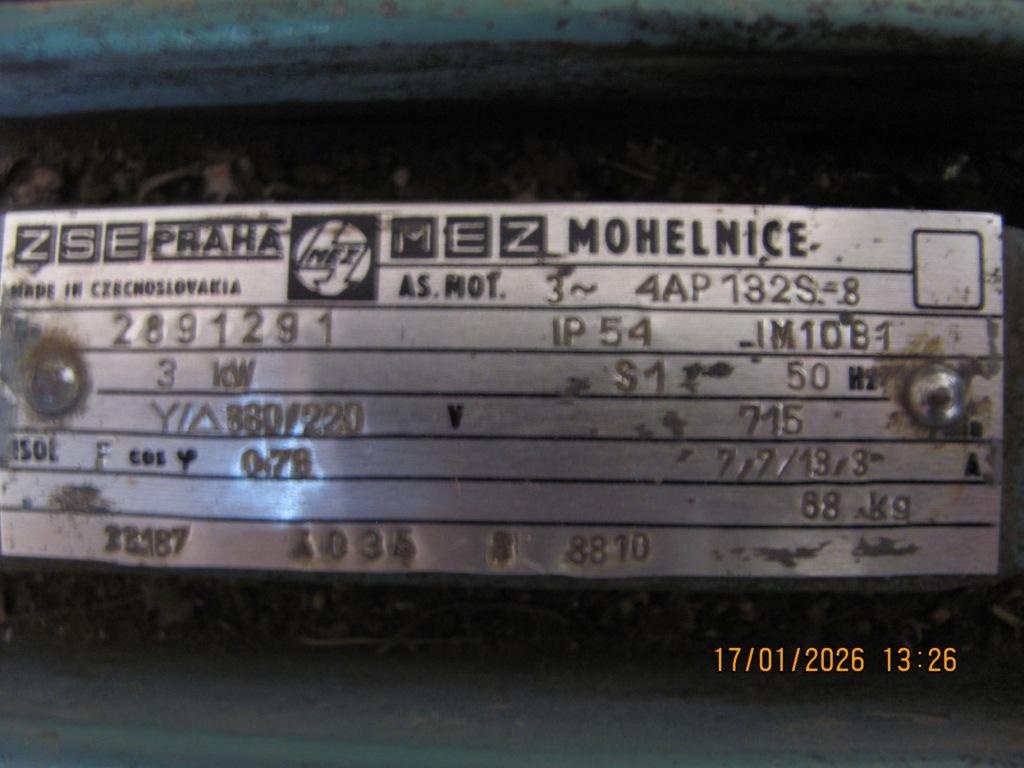 ZSE PRAHA MEZ MEZ MOHELNICE
MADE IN CZECHOSLOVAKIA AS. MOT. 3~ 4AP 132S-8
2891291 IP 54 IM1081
3 kW S1 50 Hz
Y/△ 380/220 V 715
ISOL F cos φ 0,78 7,7/13,3 A
68 kg
8810
17/01/2026 13:26